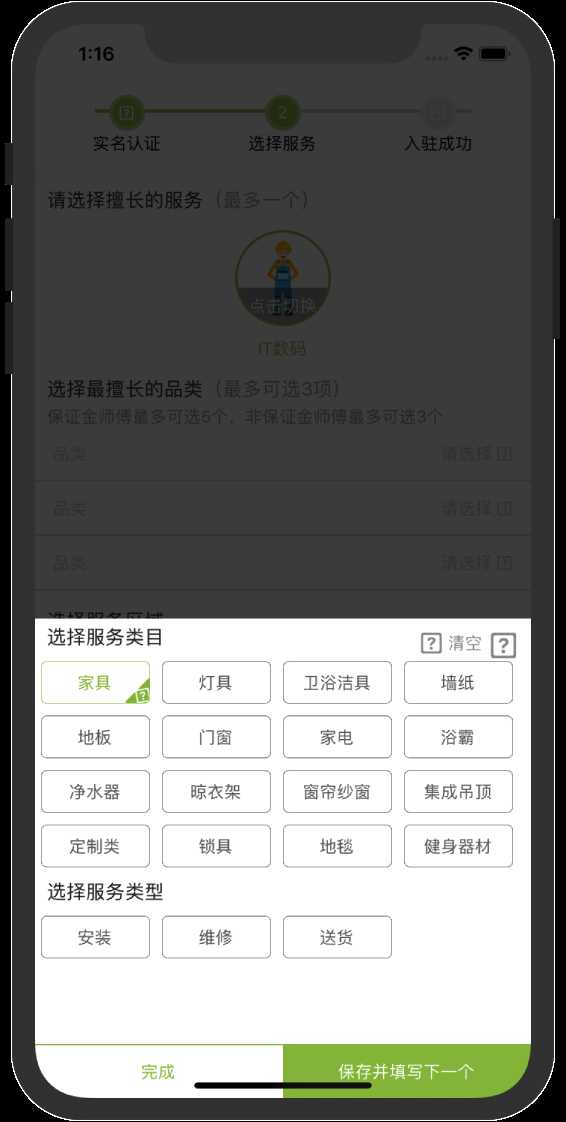 1:16
2
实名认证 选择服务 入驻成功
请选择擅长的服务（最多一个）
点击切换
IT数码
选择最擅长的品类（最多可选3项）
保证金师傅最多可选5个，非保证金师傅最多可选3个
品类 请选择
品类 请选择
品类 请选择
选择服务区域
选择服务类目 清空
家具 灯具 卫浴洁具 墙纸
地板 门窗 家电 浴霸
净水器 晾衣架 窗帘纱窗 集成吊顶
定制类 锁具 地毯 健身器材
选择服务类型
安装 维修 送货
完成 保存并填写下一个